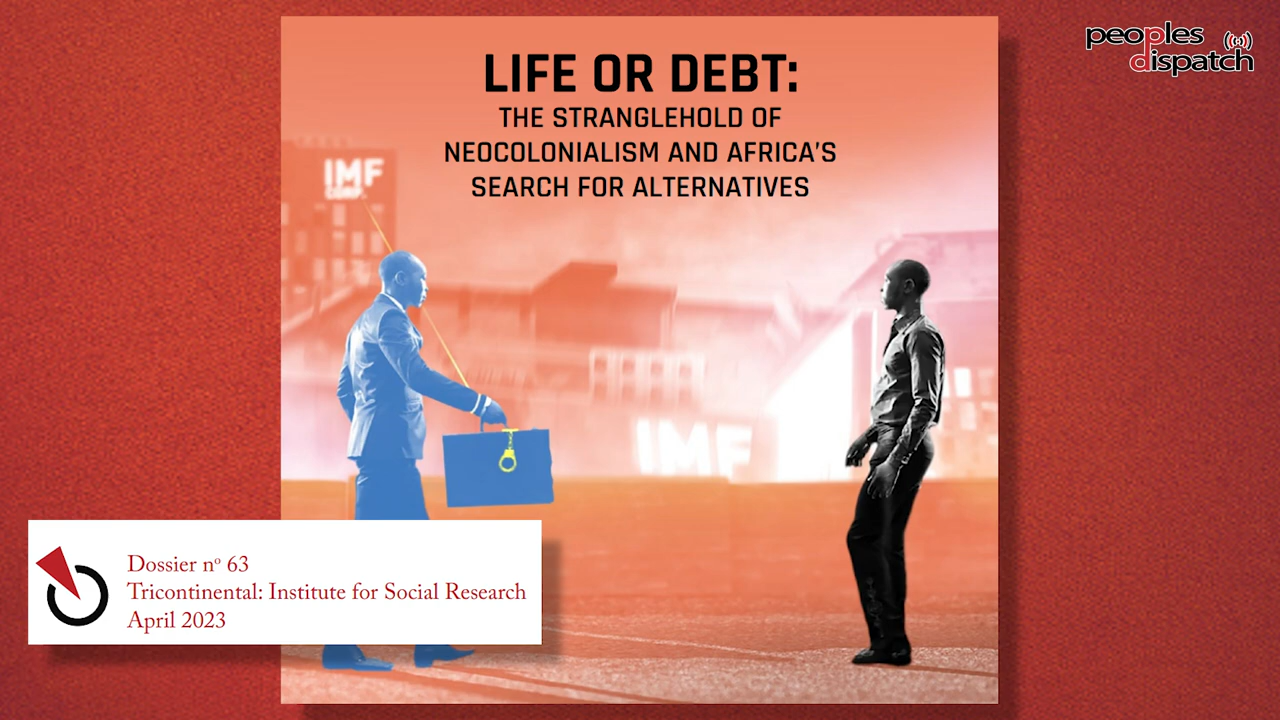 peoples
dispatch
LIFE OR DEBT:
THE STRANGLEHOLD OF
NEOCOLONIALISM AND AFRICA'S
SEARCH FOR ALTERNATIVES
IMF
CORP.
IMF
Dossier nº 63
Tricontinental: Institute for Social Research
April 2023